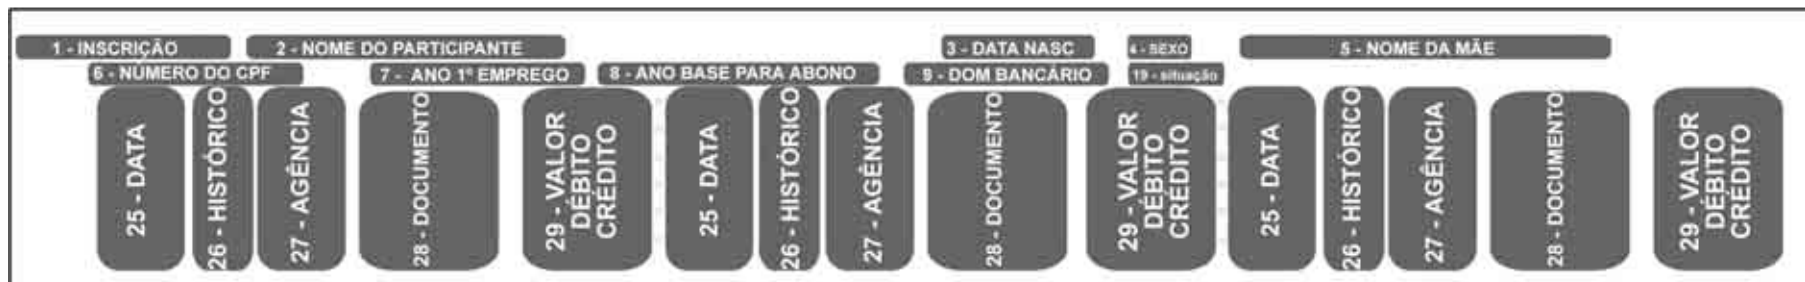 1 - INSCRIÇÃO 2 - NOME DO PARTICIPANTE 3 - DATA NASC 4 - SEXO 5 - NOME DA MÃE
6 - NÚMERO DO CPF 7 - ANO 1º EMPREGO 8 - ANO BASE PARA ABONO 9 - DOM BANCÁRIO 19 - situação
25 - DATA
26 - HISTÓRICO
27 - AGÊNCIA
28 - DOCUMENTO
29 - VALOR
DÉBITO
CRÉDITO
25 - DATA
26 - HISTÓRICO
27 - AGÊNCIA
28 - DOCUMENTO
29 - VALOR
DÉBITO
CRÉDITO
25 - DATA
26 - HISTÓRICO
27 - AGÊNCIA
28 - DOCUMENTO
29 - VALOR
DÉBITO
CRÉDITO